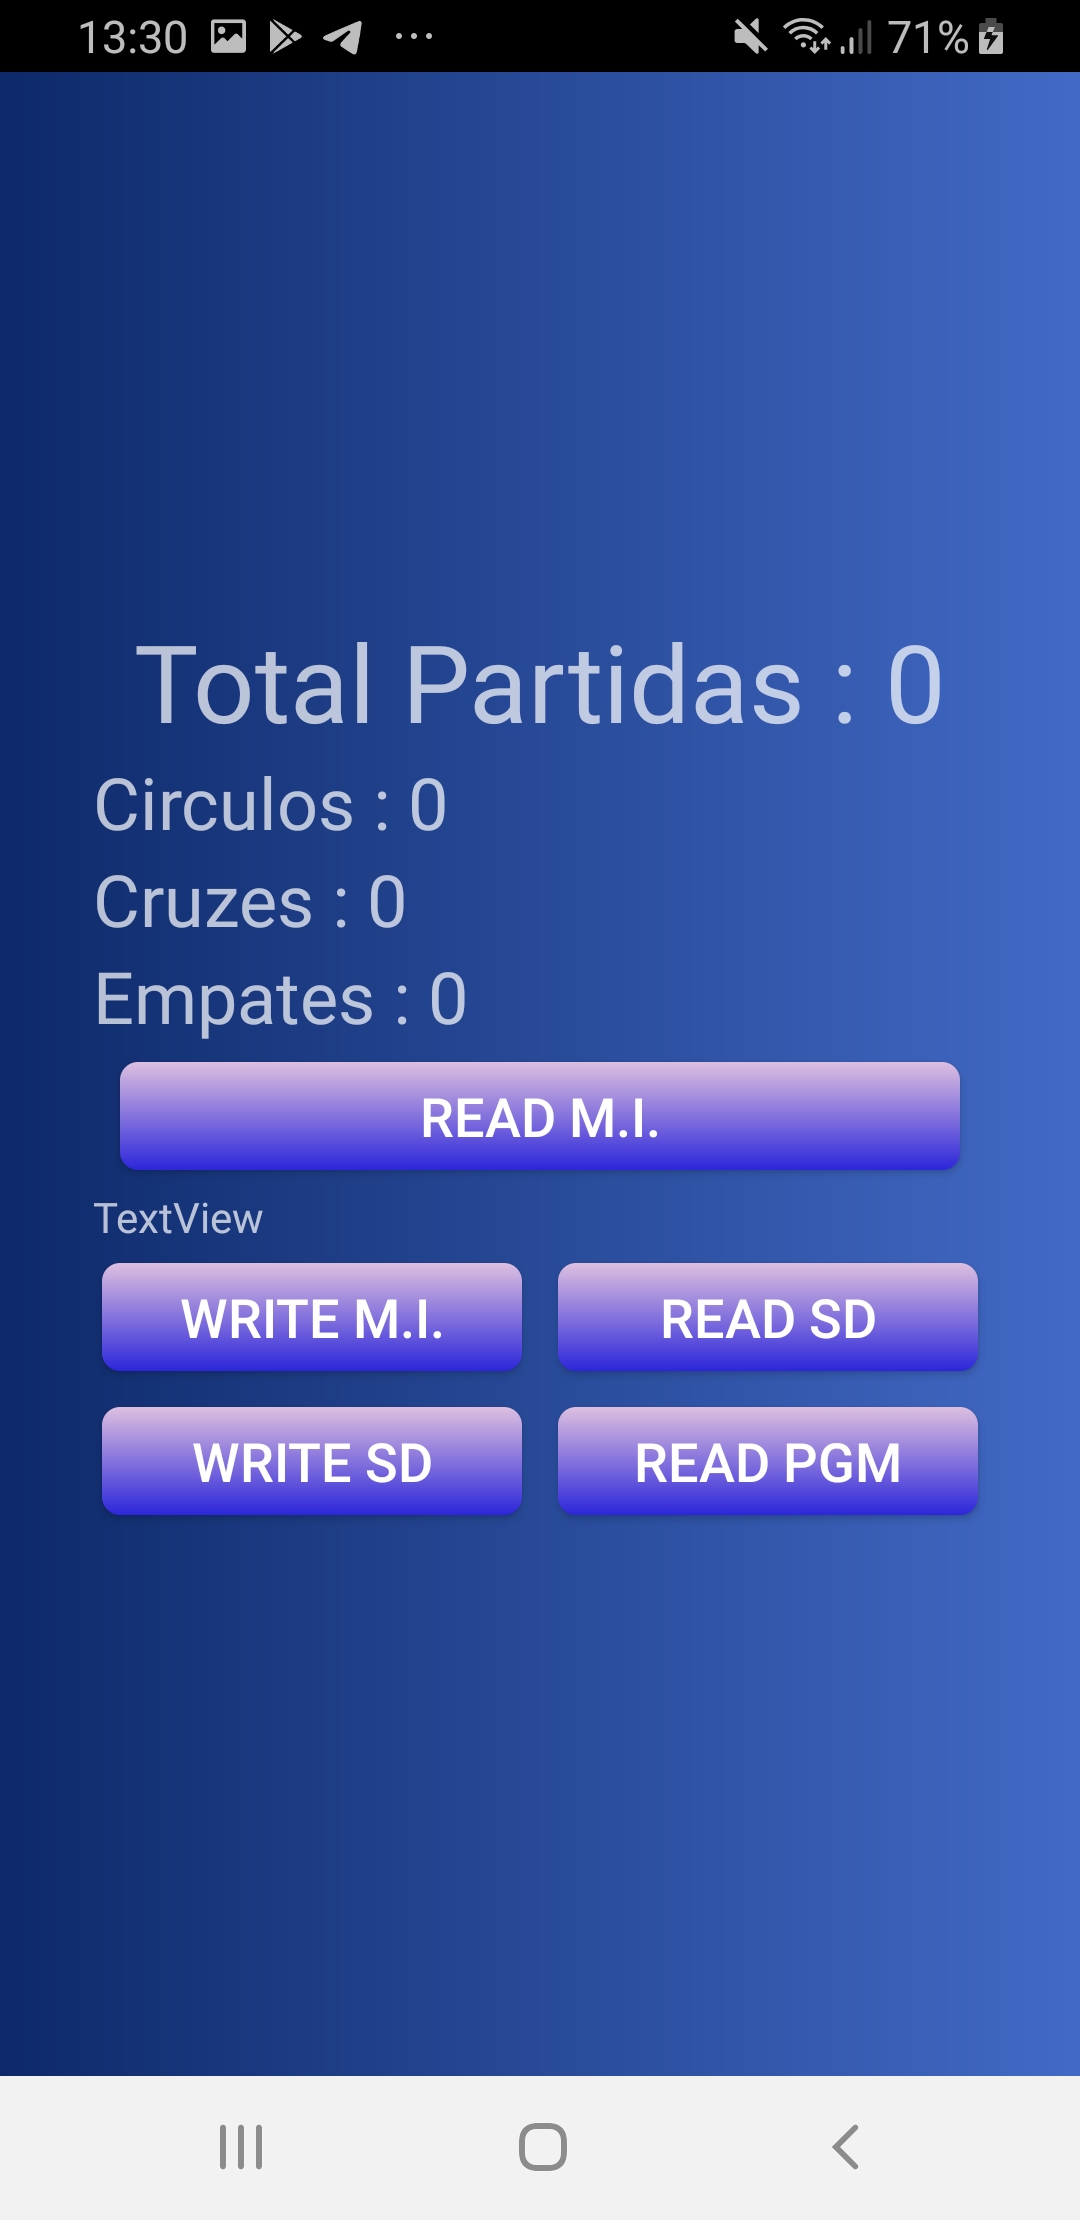 13:30 71%
Total Partidas : 0
Circulos : 0
Cruzes : 0
Empates : 0
READ M.I.
TextView
WRITE M.I. READ SD
WRITE SD READ PGM